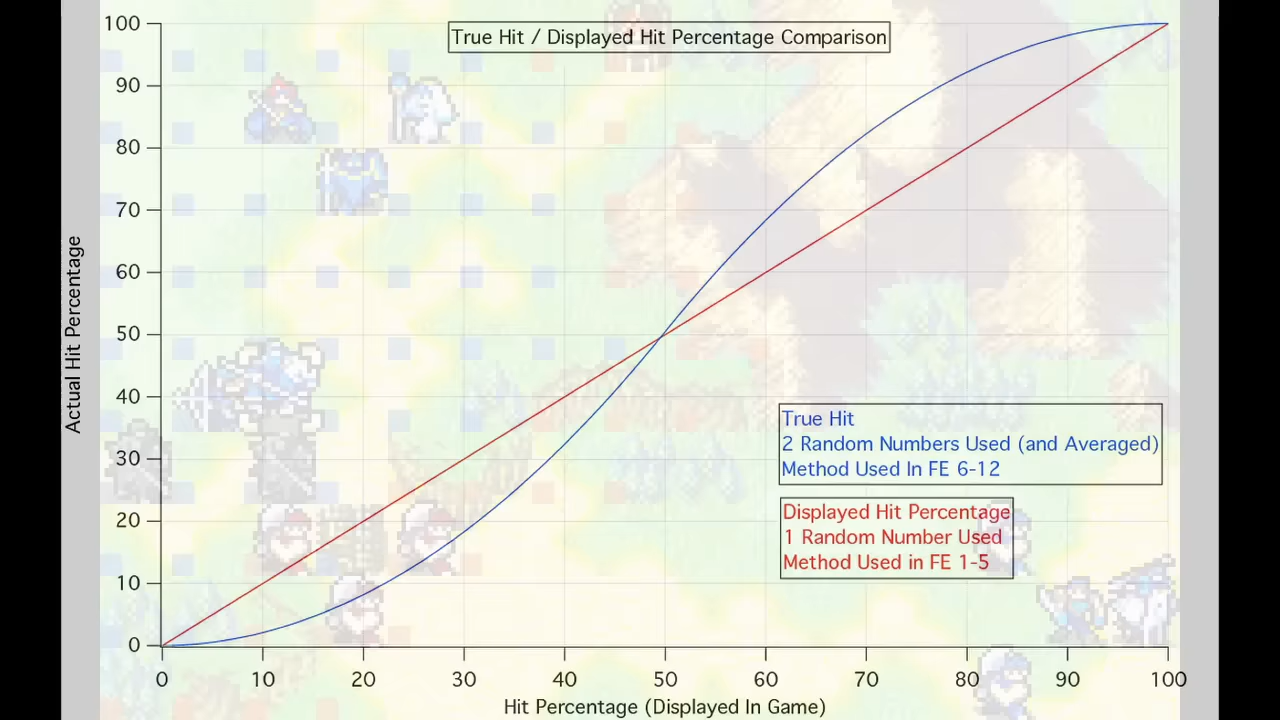 True Hit / Displayed Hit Percentage Comparison
100
90
80
70
60
50
40
30
20
10
0
Actual Hit Percentage
True Hit
2 Random Numbers Used (and Averaged)
Method Used In FE 6-12
Displayed Hit Percentage
1 Random Number Used
Method Used in FE 1-5
0 10 20 30 40 50 60 70 80 90 100
Hit Percentage (Displayed In Game)